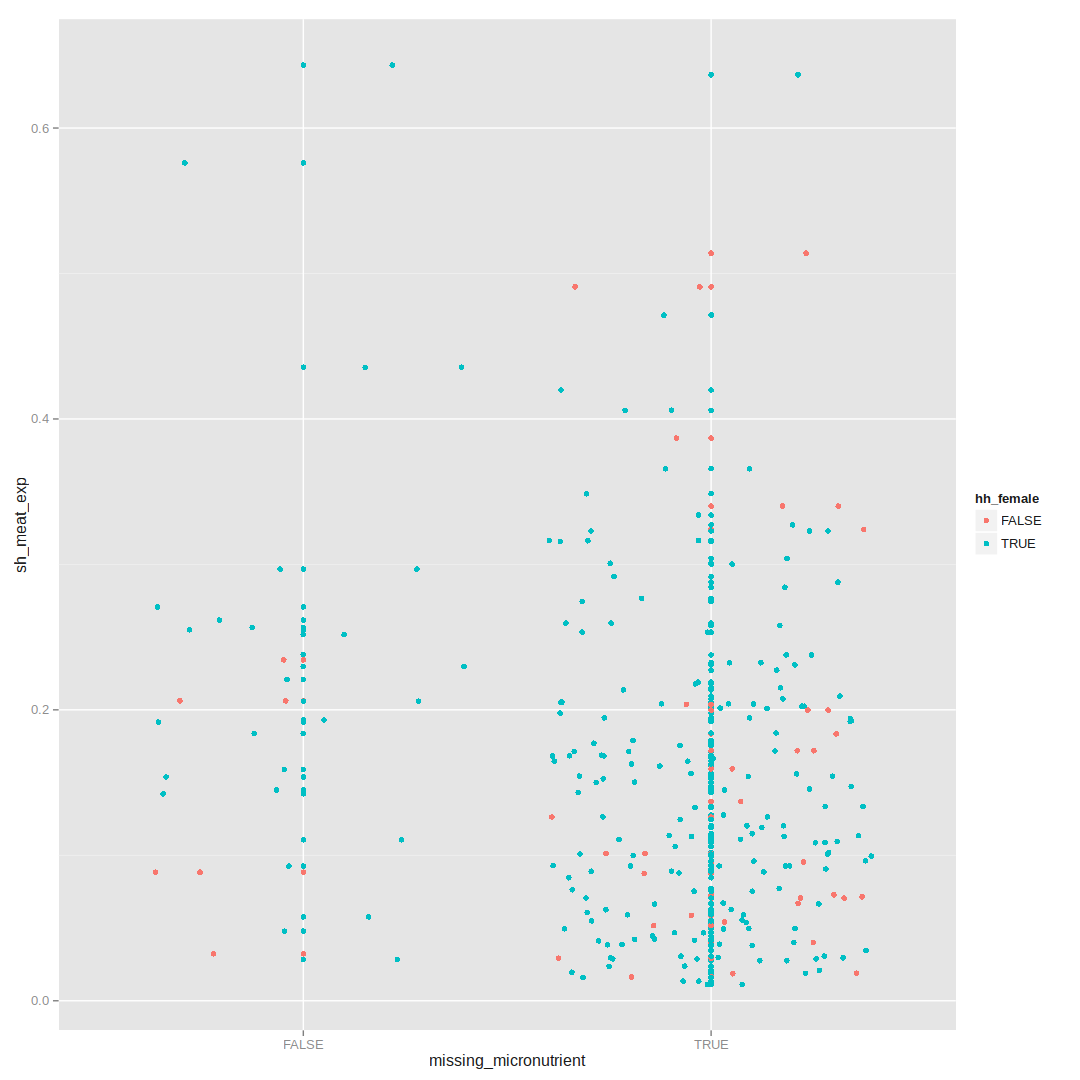 sh_meat_exp
0.6
0.4
0.2
0.0
FALSE
TRUE
missing_micronutrient
hh_female
FALSE
TRUE